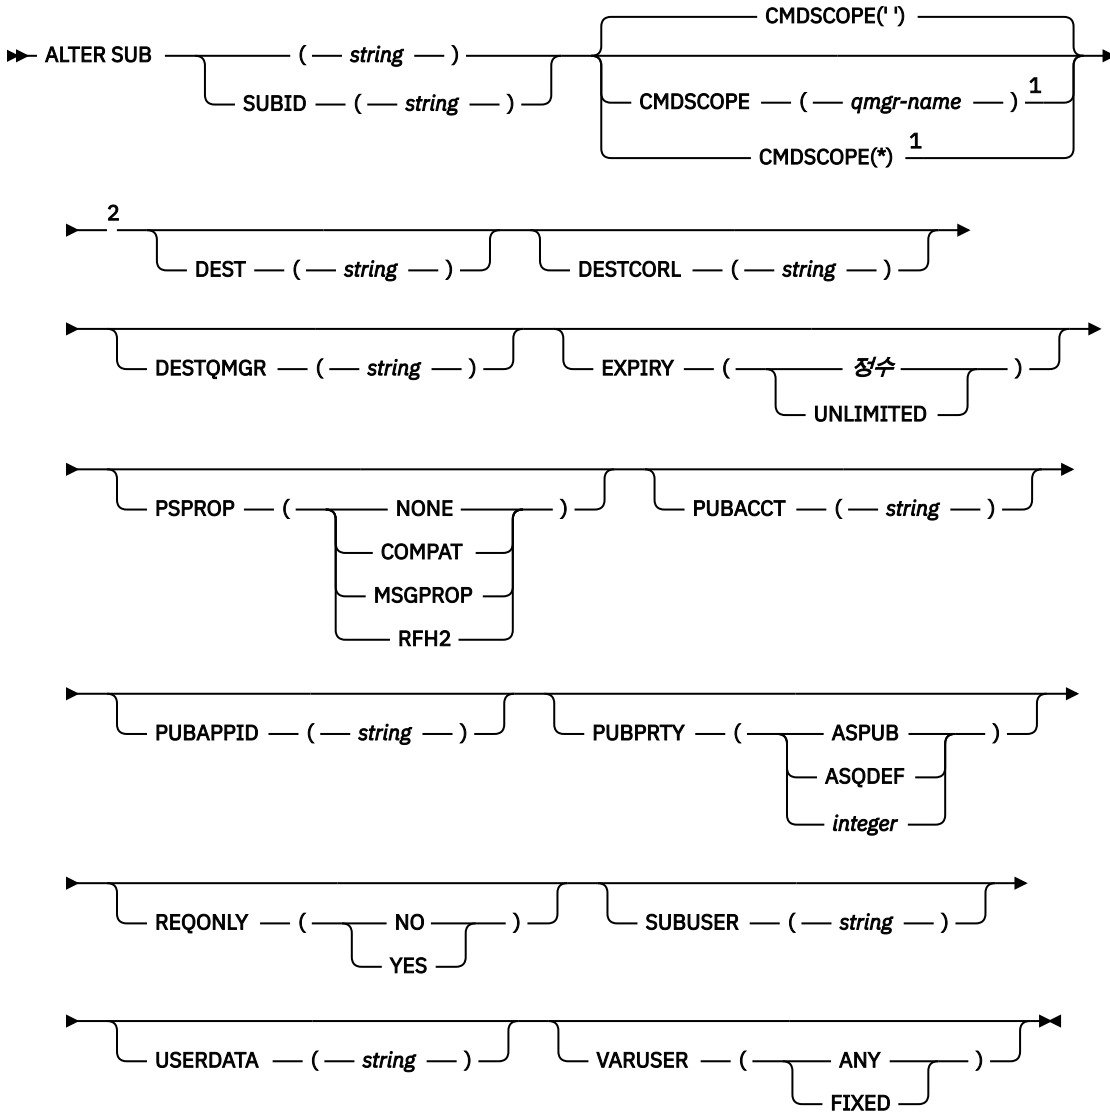 CMDSCOPE(' ')
ALTER SUB ( string )
SUBID ( string )
CMDSCOPE ( qmgr-name ) 1
CMDSCOPE(*) 1
2
DEST ( string ) DESTCORL ( string )
DESTQMGR ( string ) EXPIRY ( 정수 )
UNLIMITED
PSPROP ( NONE ) PUBACCT ( string )
COMPAT
MSGPROP
RFH2
PUBAPPID ( string ) PUBPRTY ( ASPUB )
ASQDEF
integer
REQONLY ( NO ) SUBUSER ( string )
YES
USERDATA ( string ) VARUSER ( ANY )
FIXED